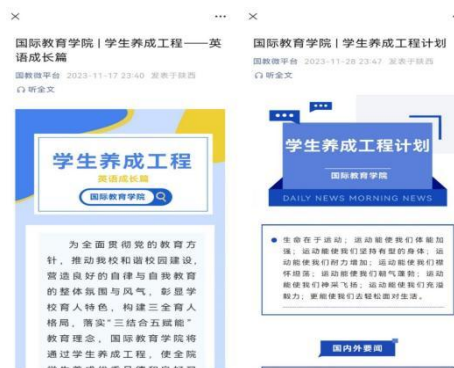 国际教育学院 | 学生养成工程——英
语成长篇
国教微平台 2023-11-17 23:40 发表于陕西
听全文
学生养成工程
英语成长篇
国际教育学院
为全面贯彻党的教育方
针，推动我校和谐校园建设，
营造良好的自律与自我教育
的整体氛围与风气，彰显学
校育人特色，构建三全育人
格局，落实“三结合五赋能”
教育理念，国际教育学院将
通过学生养成工程，使全院
国际教育学院 | 学生养成工程计划
国教微平台 2023-11-28 23:47 发表于陕西
听全文
学生养成工程计划
国际教育学院
DAILY NEWS MORNING NEWS
生命在于运动；运动能使我们体能加
强；运动能使我们持有型的身体；运
动能使我们耐力增加；运动能使我们襟
怀坦荡；运动能使我们朝气蓬勃；运动
能使我们神采飞扬；运动能使我们充溢
毅力；更能使我们去轻松面对生活。
国内外要闻